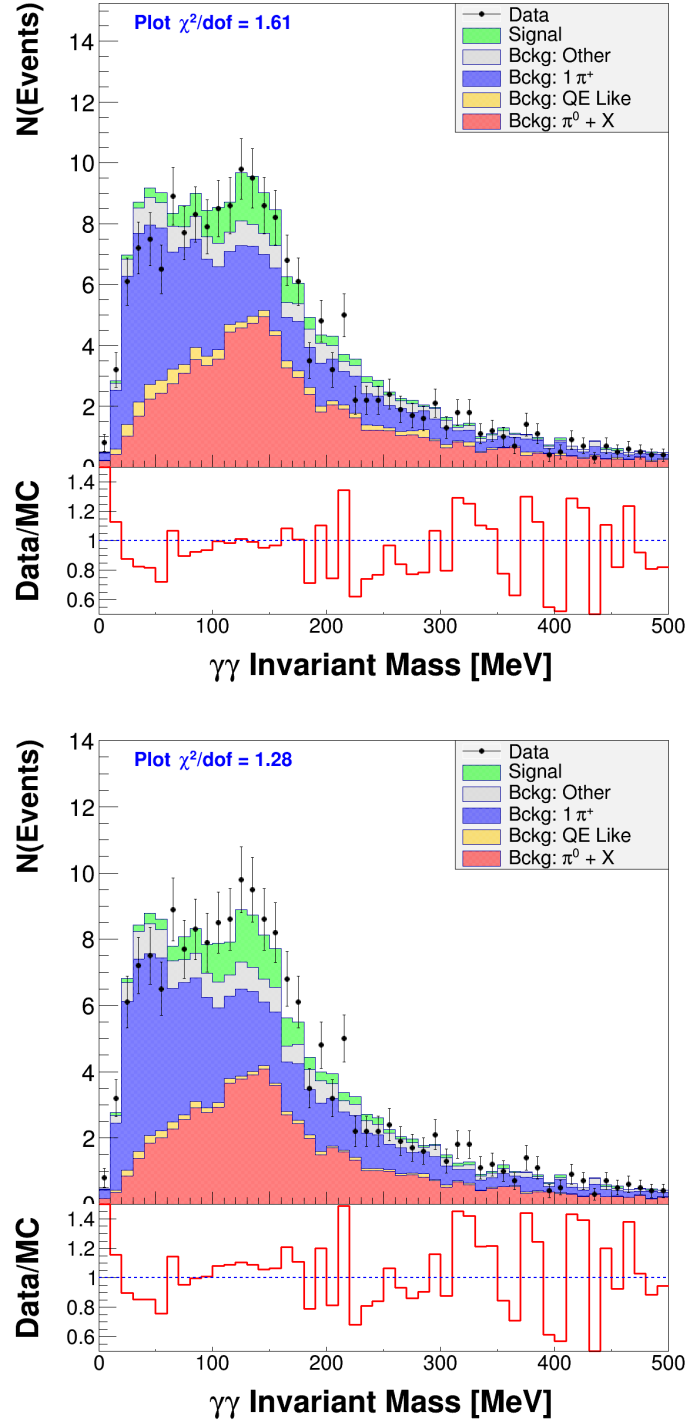 Plot χ²/dof = 1.61
Data
Signal
Bckg: Other
Bckg: 1π⁺
Bckg: QE Like
Bckg: π⁰ + X
N(Events)
14
12
10
8
6
4
2
0
Data/MC
1.4
1.2
1
0.8
0.6
0 100 200 300 400 500
γγ Invariant Mass [MeV]
Plot χ²/dof = 1.28
Data
Signal
Bckg: Other
Bckg: 1π⁺
Bckg: QE Like
Bckg: π⁰ + X
N(Events)
14
12
10
8
6
4
2
0
Data/MC
1.4
1.2
1
0.8
0.6
0 100 200 300 400 500
γγ Invariant Mass [MeV]